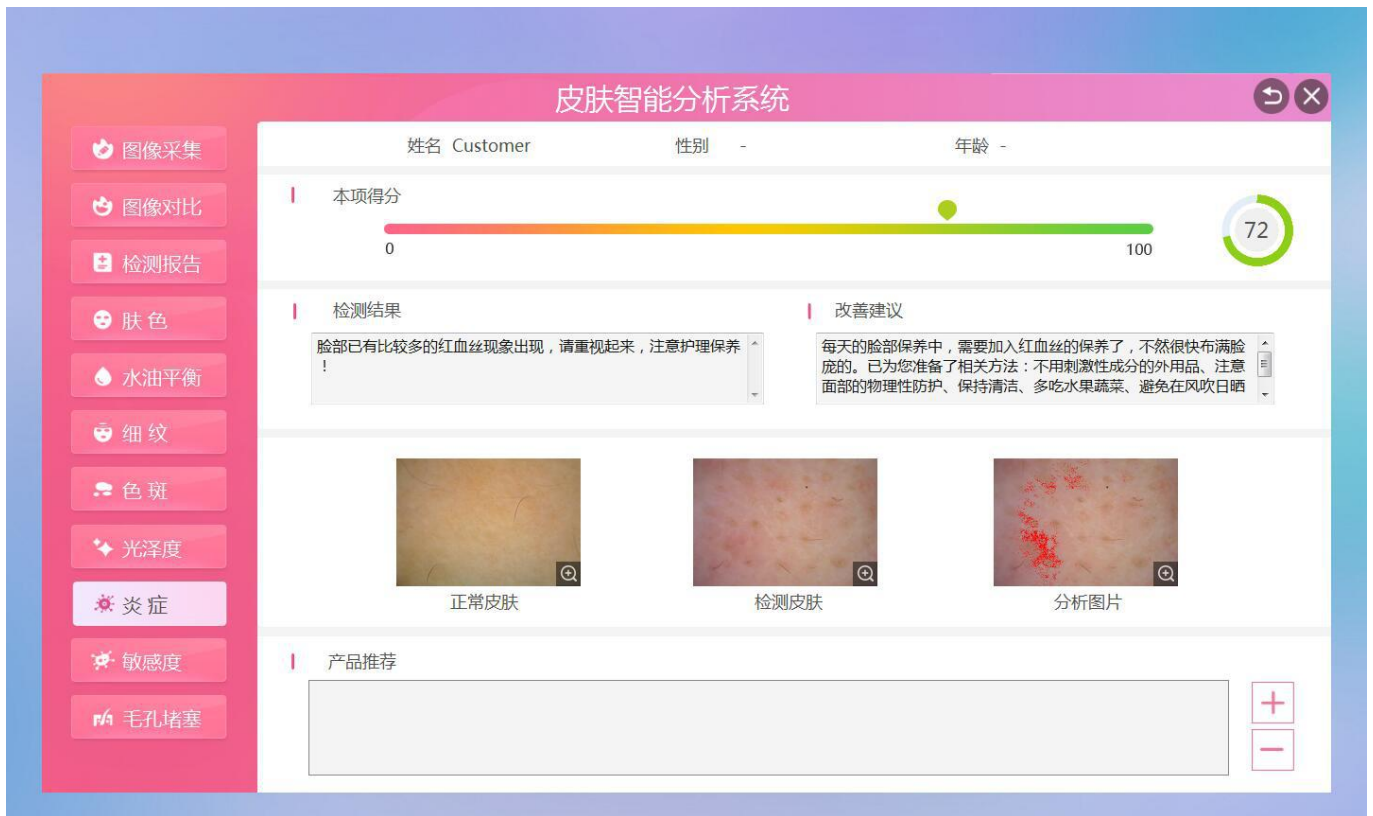 皮肤智能分析系统
图像采集
图像对比
检测报告
肤色
水油平衡
细纹
色斑
光泽度
炎症
敏感度
毛孔堵塞
姓名 Customer 性别 - 年龄 -
本项得分
0 100
72
检测结果
脸部已有比较多的红血丝现象出现，请重视起来，注意护理保养
！
改善建议
每天的脸部保养中，需要加入红血丝的保养了，不然很快布满脸
庞的。已为您准备了相关方法：不用刺激性成分的外用品、注意
面部的物理性防护、保持清洁、多吃水果蔬菜、避免在风吹日晒
正常皮肤 检测皮肤 分析图片
产品推荐